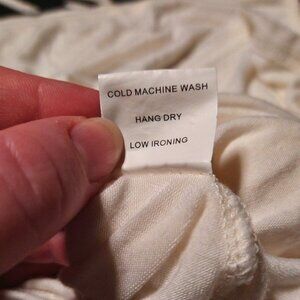 COLD MACHINE WASH
HANG DRY
LOW IRONING